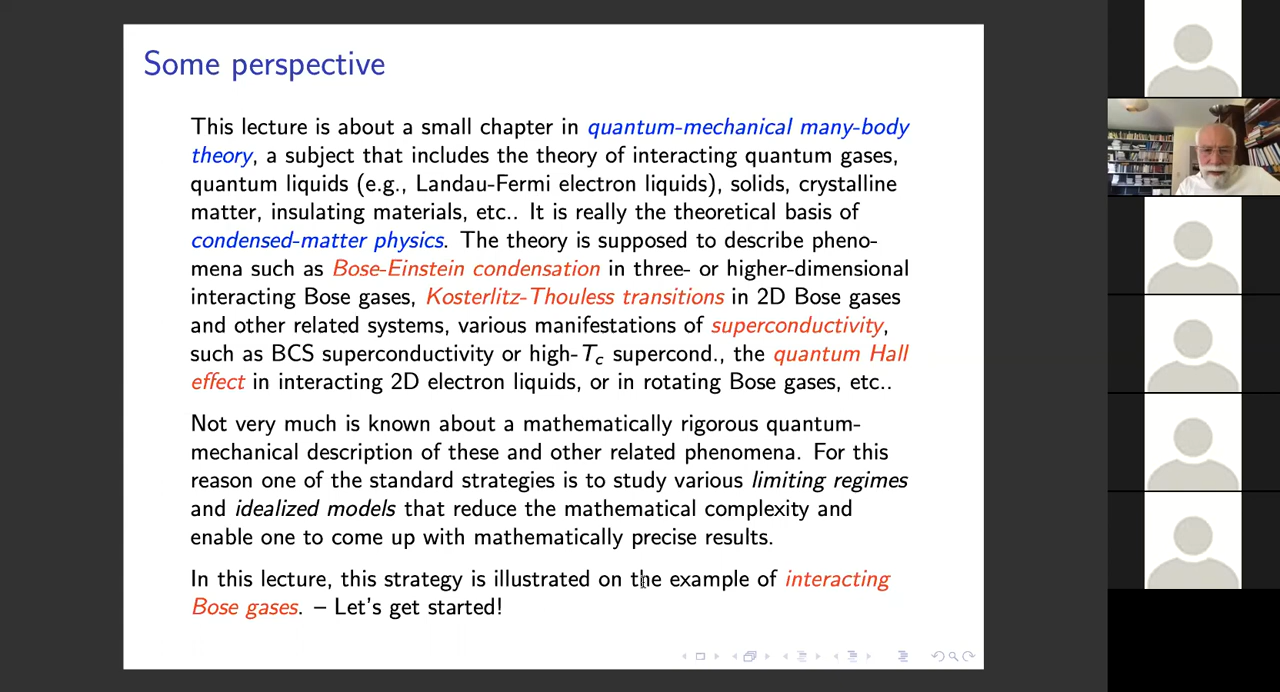 Some perspective
This lecture is about a small chapter in quantum-mechanical many-body
theory, a subject that includes the theory of interacting quantum gases,
quantum liquids (e.g., Landau-Fermi electron liquids), solids, crystalline
matter, insulating materials, etc.. It is really the theoretical basis of
condensed-matter physics. The theory is supposed to describe pheno-
mena such as Bose-Einstein condensation in three- or higher-dimensional
interacting Bose gases, Kosterlitz-Thouless transitions in 2D Bose gases
and other related systems, various manifestations of superconductivity,
such as BCS superconductivity or high-Tc supercond., the quantum Hall
effect in interacting 2D electron liquids, or in rotating Bose gases, etc..
Not very much is known about a mathematically rigorous quantum-
mechanical description of these and other related phenomena. For this
reason one of the standard strategies is to study various limiting regimes
and idealized models that reduce the mathematical complexity and
enable one to come up with mathematically precise results.
In this lecture, this strategy is illustrated on the example of interacting
Bose gases. – Let's get started!